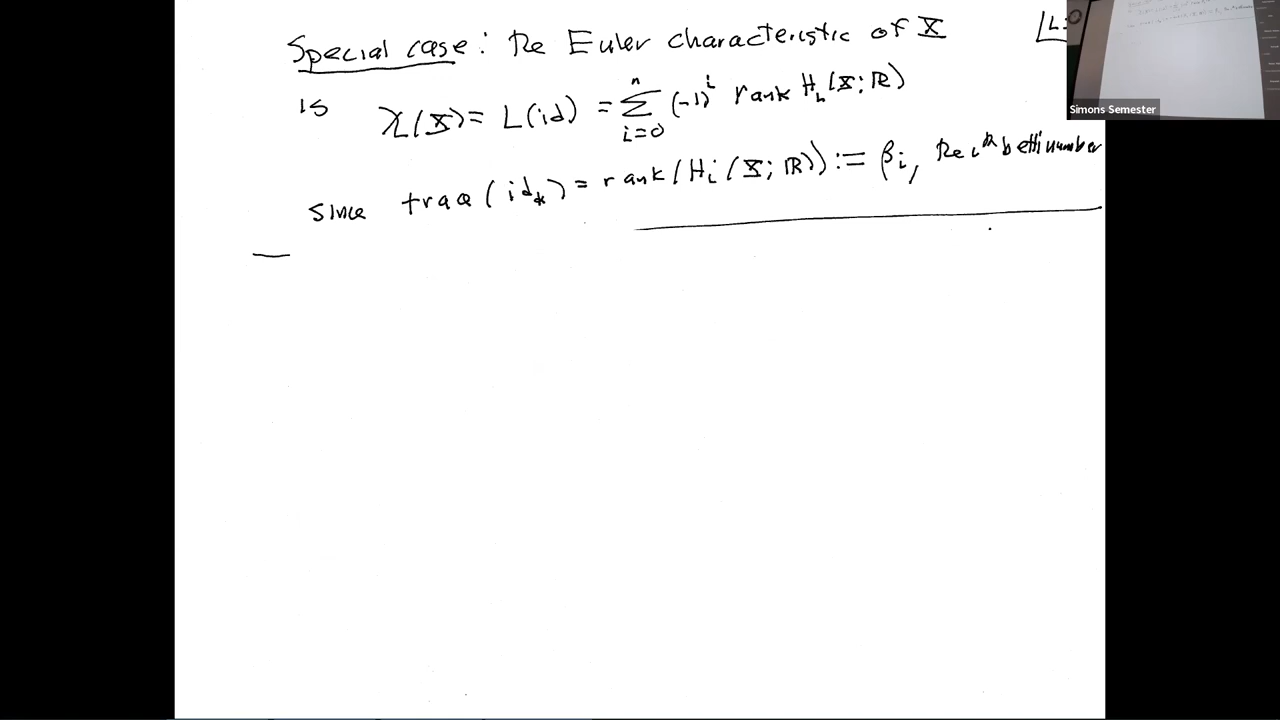 Special case: The Euler characteristic of X
is χ(X) = L(id) = Σ_{i=0}^{n} (-1)^i rank H_i(X; ℝ)
since trace(id_*) = rank(H_i(X; ℝ)) := β_i, the i^th betti number
[L:
Simons Semester